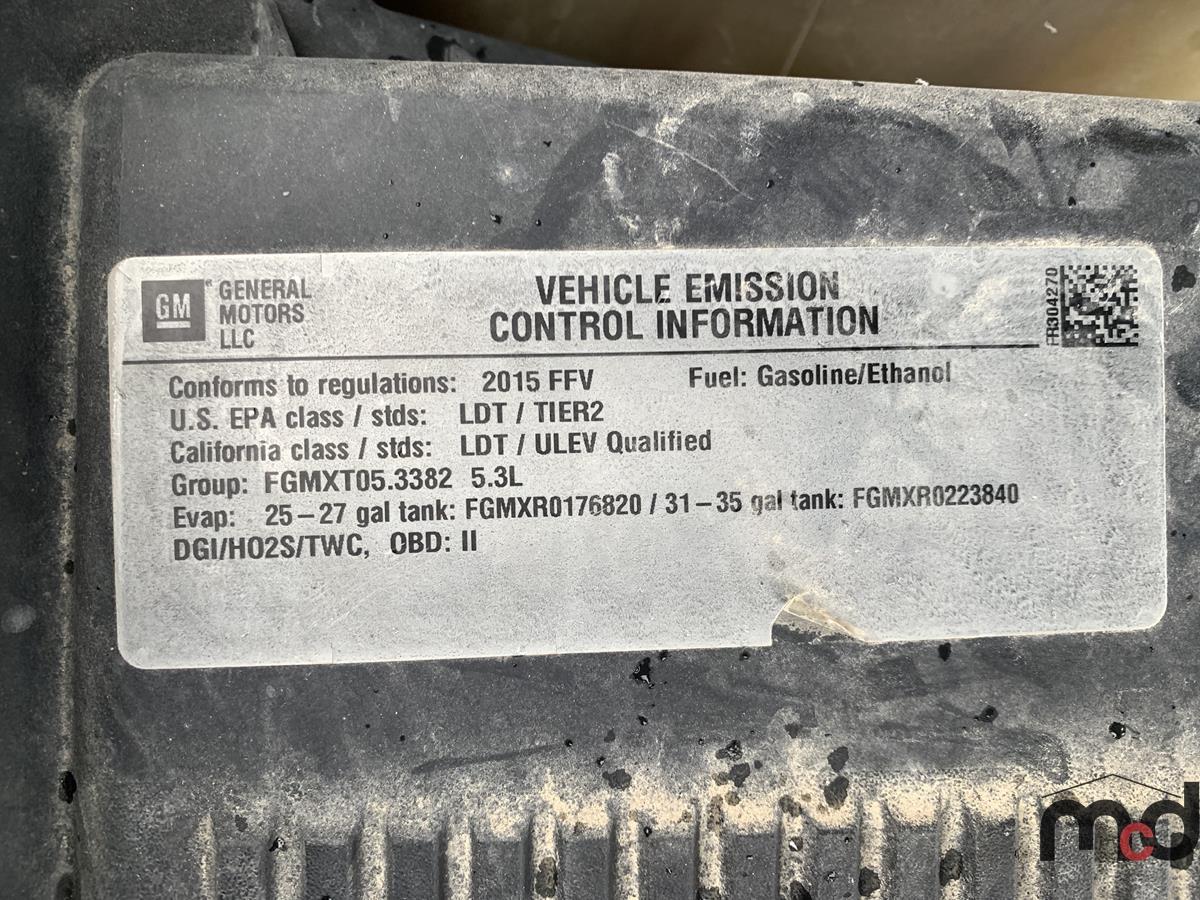 GM
GENERAL
MOTORS
LLC
VEHICLE EMISSION
CONTROL INFORMATION
FR304270
Conforms to regulations: 2015 FFV Fuel: Gasoline/Ethanol
U.S. EPA class / stds: LDT / TIER2
California class / stds: LDT / ULEV Qualified
Group: FGMXT05.3382 5.3L
Evap: 25-27 gal tank: FGMXR0176820 / 31-35 gal tank: FGMXR0223840
DGI/HO2S/TWC, OBD: II
mcd